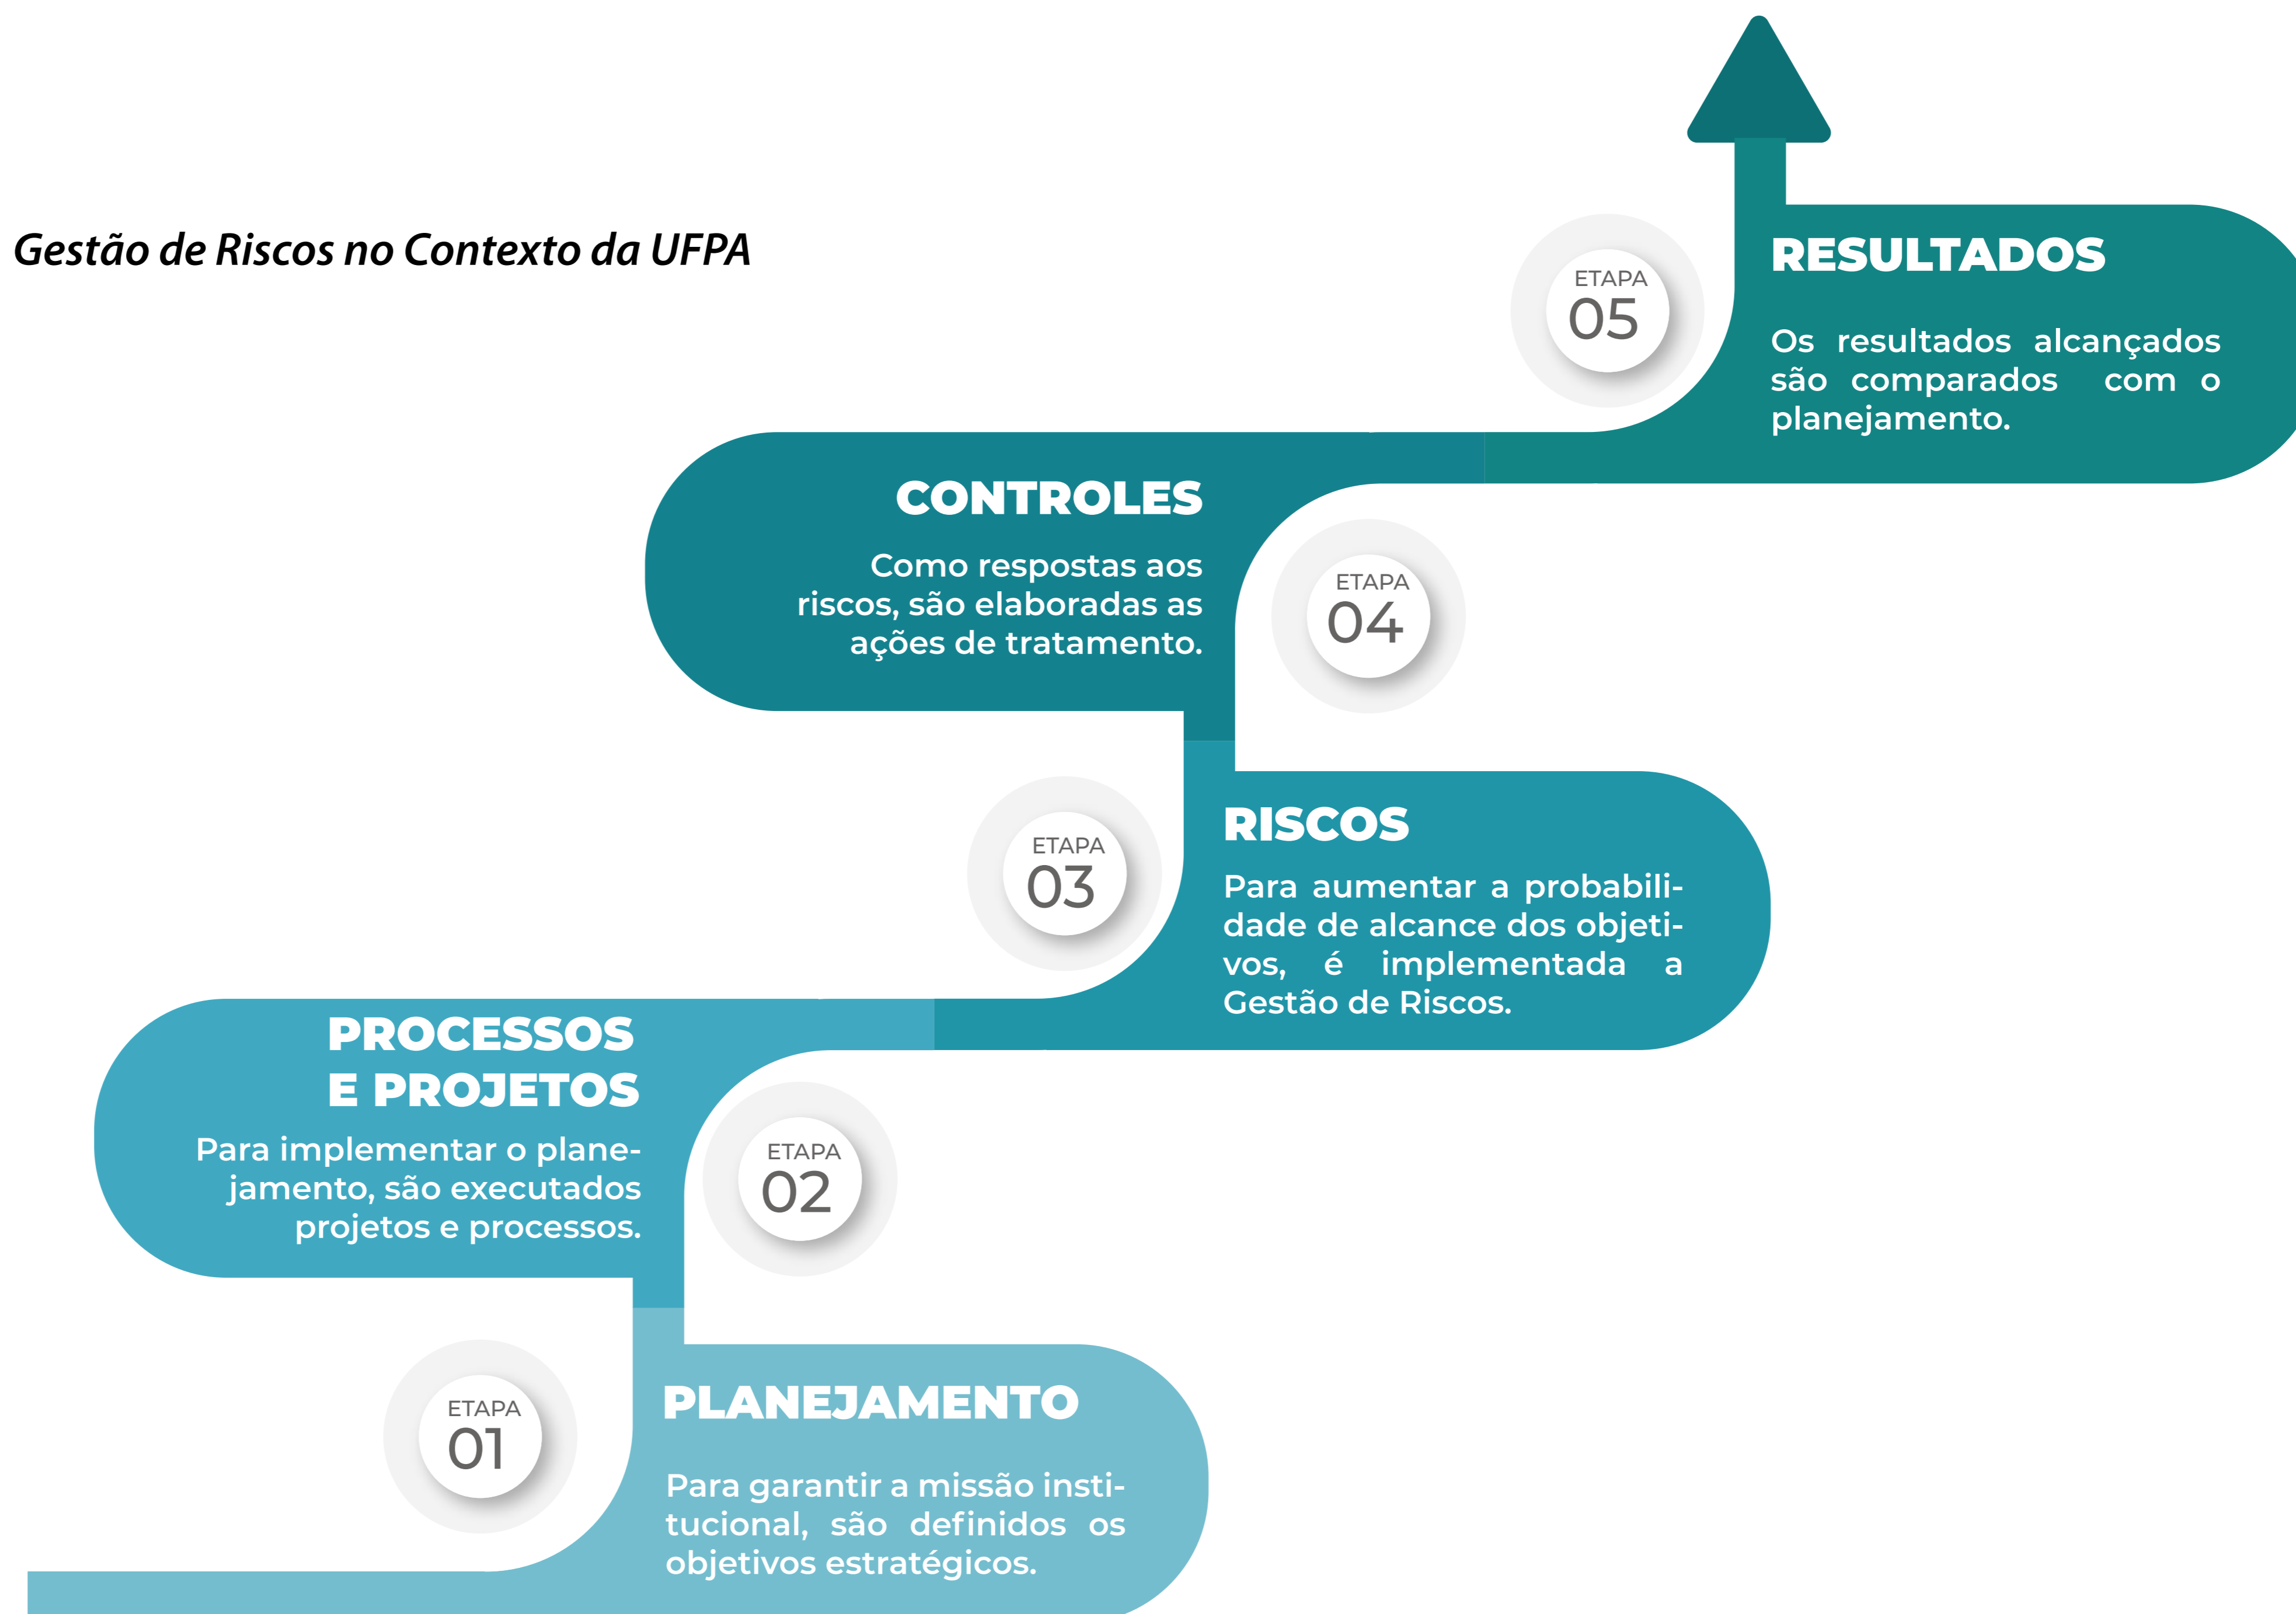 Gestão de Riscos no Contexto da UFPA
ETAPA
05
RESULTADOS
Os resultados alcançados
são comparados com o
planejamento.
CONTROLES
Como respostas aos
riscos, são elaboradas as
ações de tratamento.
ETAPA
04
ETAPA
03
RISCOS
Para aumentar a probabili-
dade de alcance dos objeti-
vos, é implementada a
Gestão de Riscos.
PROCESSOS
E PROJETOS
Para implementar o plane-
jamento, são executados
projetos e processos.
ETAPA
02
ETAPA
01
PLANEJAMENTO
Para garantir a missão insti-
tucional, são definidos os
objetivos estratégicos.